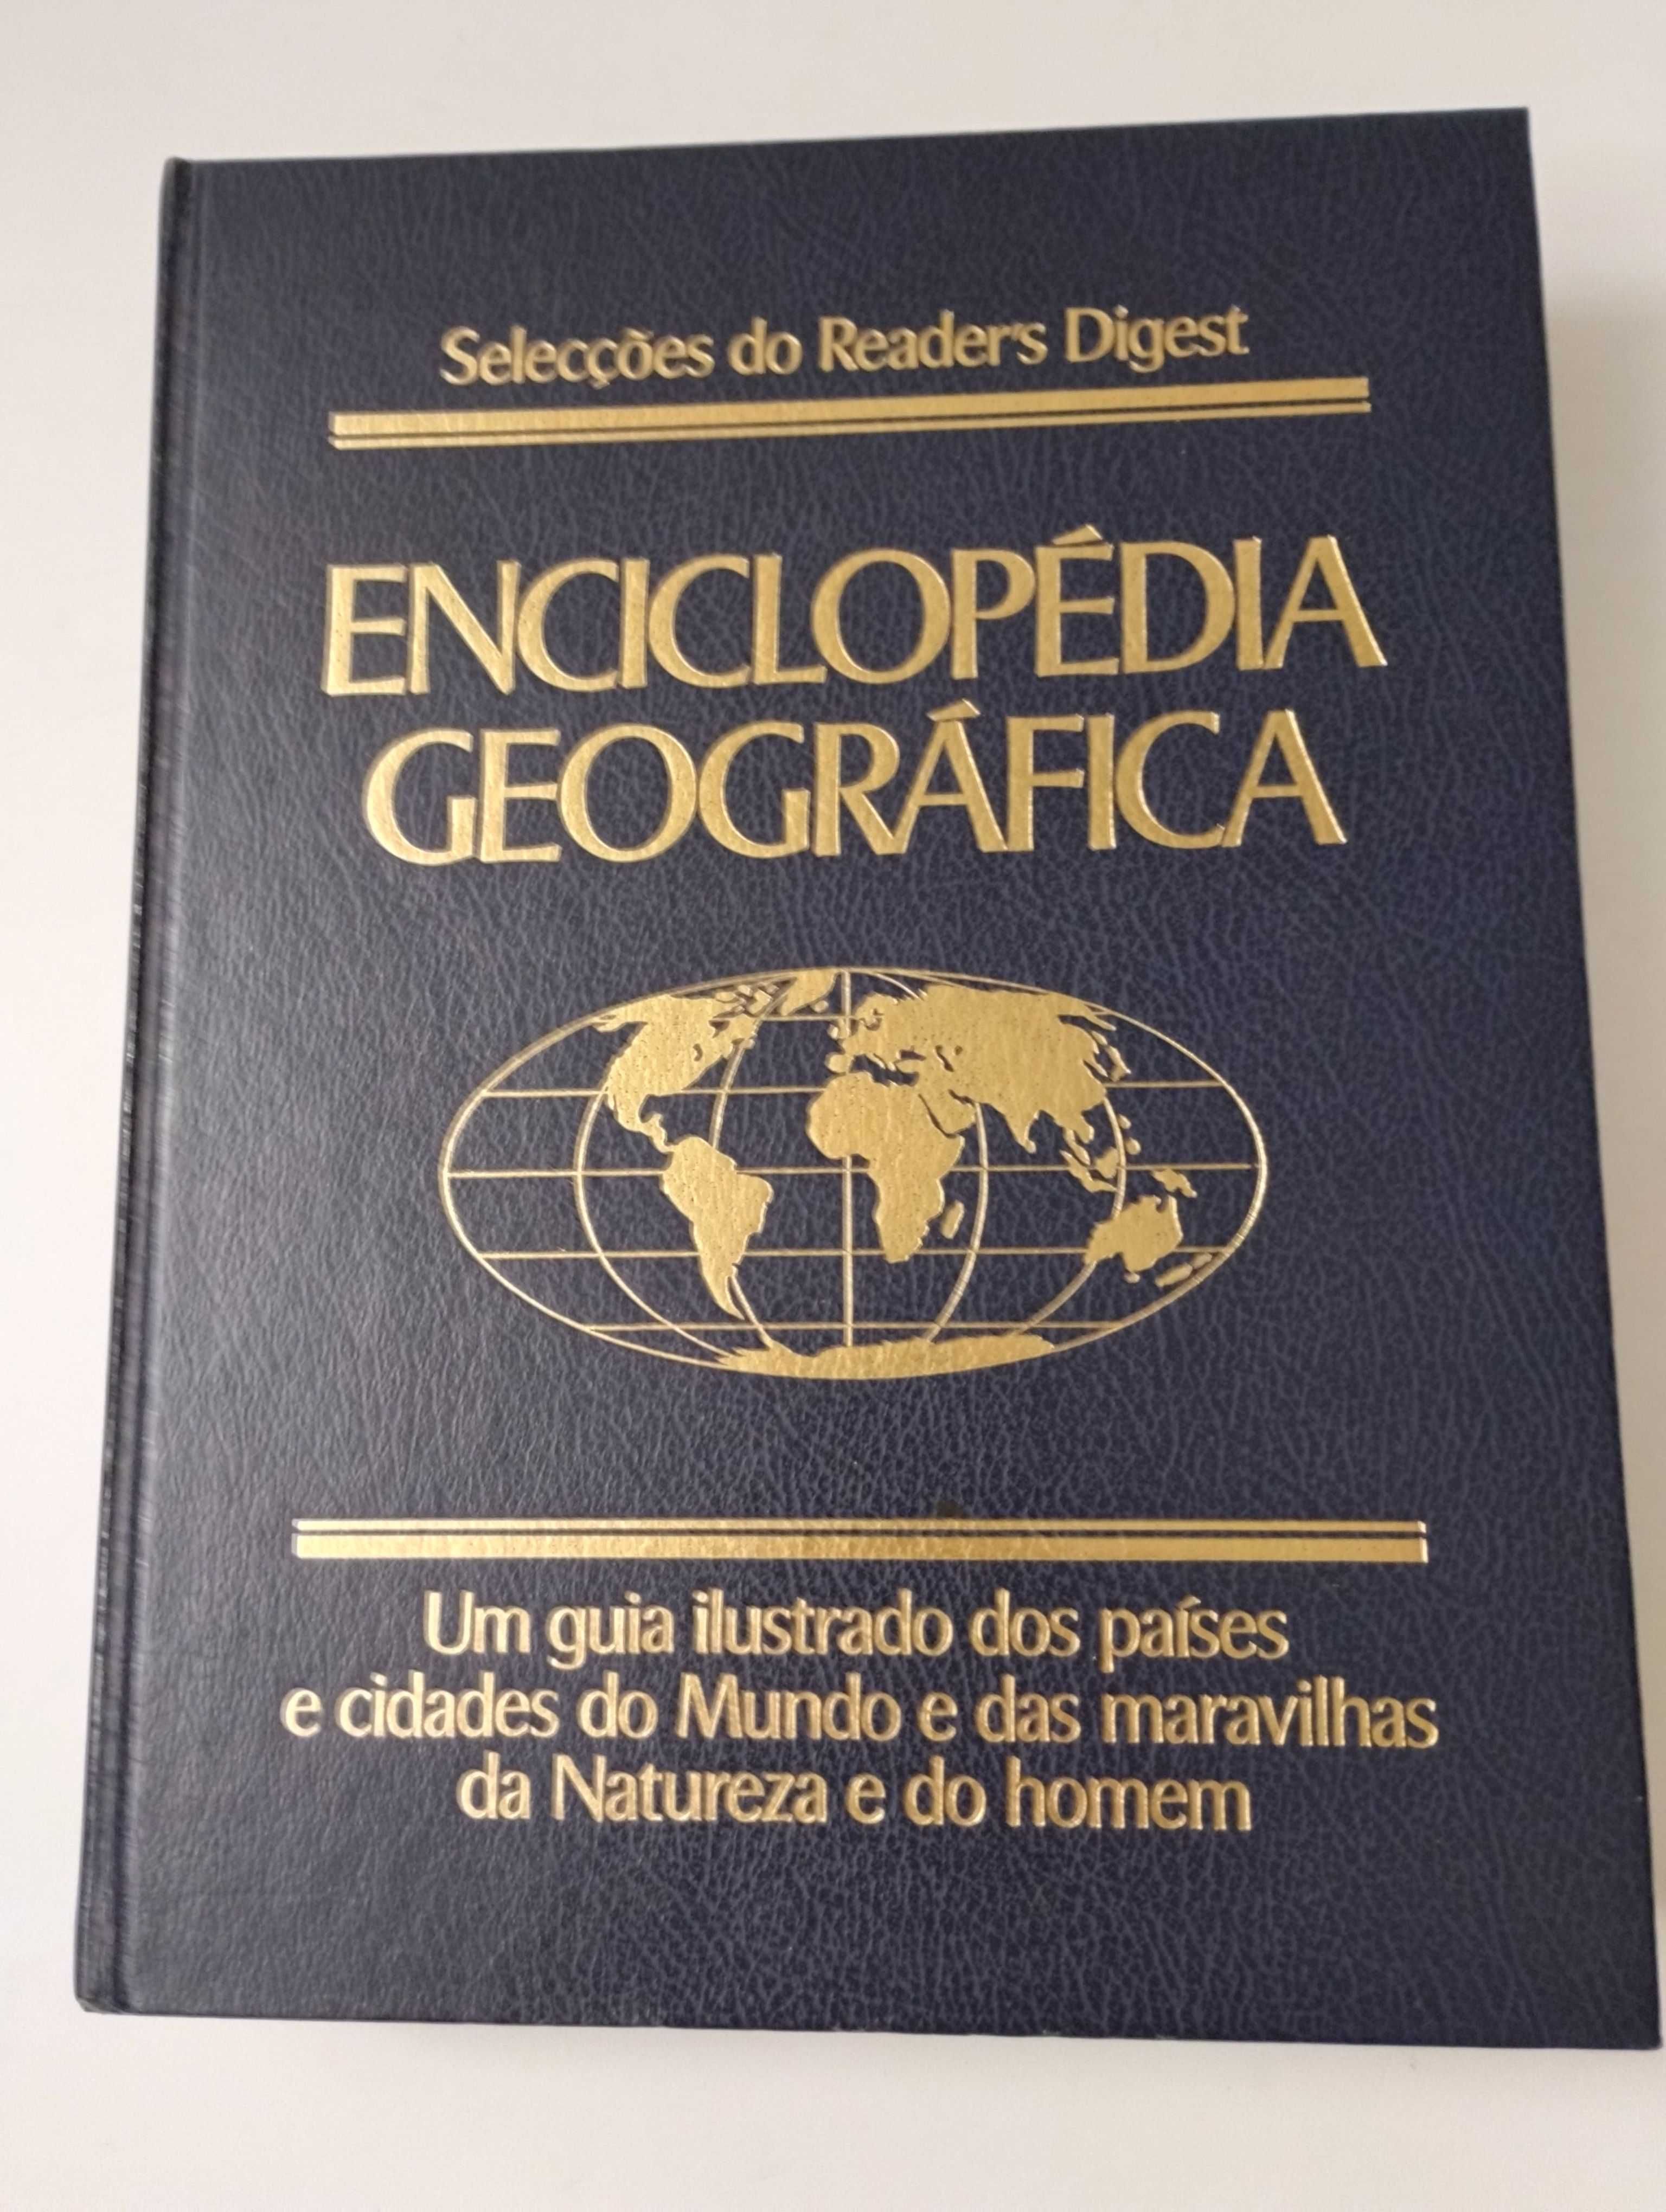 Selecções do Reader's Digest
ENCICLOPÉDIA
GEOGRÁFICA
Um guia ilustrado dos países
e cidades do Mundo e das maravilhas
da Natureza e do homem